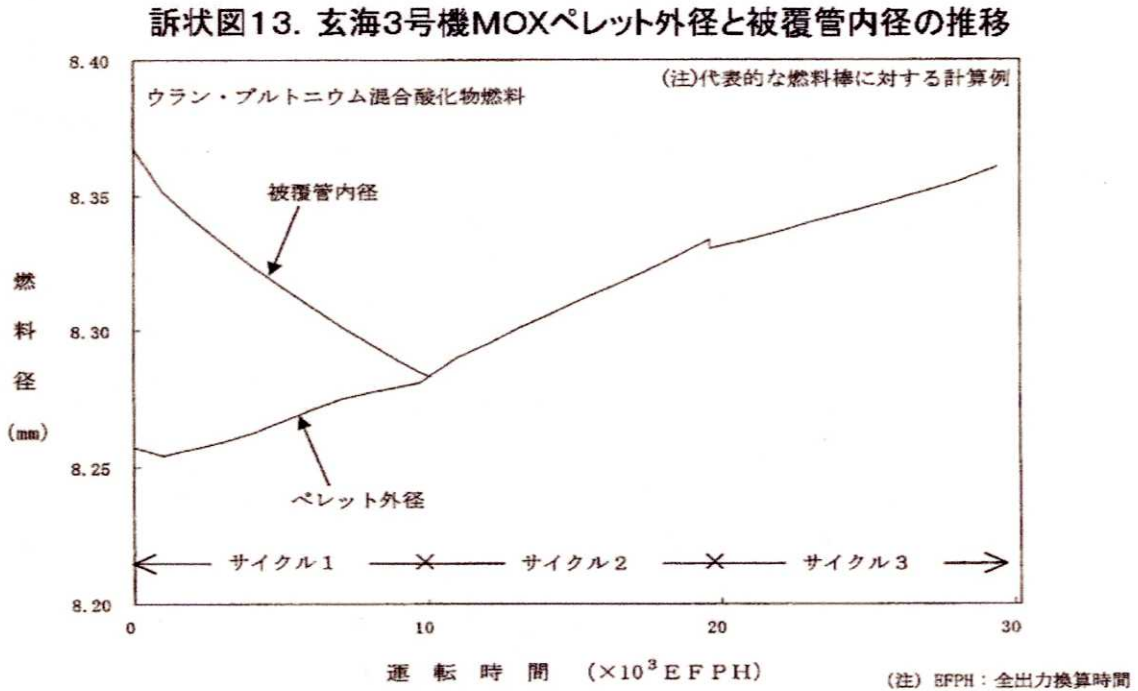 訴状図13. 玄海3号機MOXペレット外径と被覆管内径の推移
8.40
(注)代表的な燃料棒に対する計算例
ウラン・プルトニウム混合酸化物燃料
8.35
被覆管内径
燃料径
(mm)
8.30
8.25
ペレット外径
サイクル1
サイクル2
サイクル3
8.20
0
10
20
30
運転時間 (×10³EFPH)
(注) EFPH:全出力換算時間